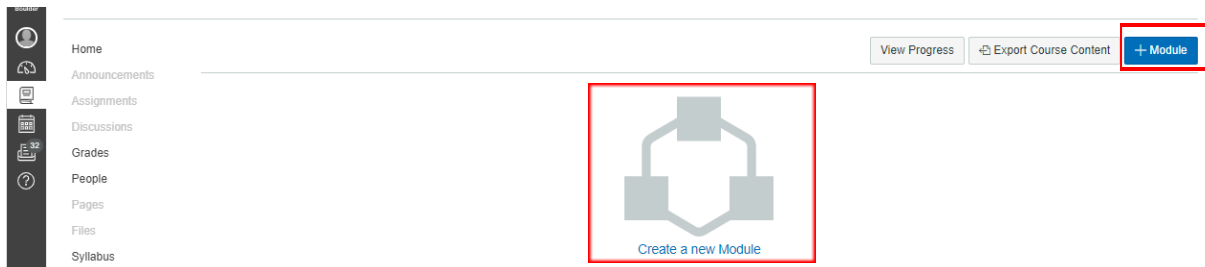 Boulder
Home
View Progress
Export Course Content
+ Module
Announcements
Assignments
Discussions
32
Grades
People
Pages
Files
Create a new Module
Syllabus